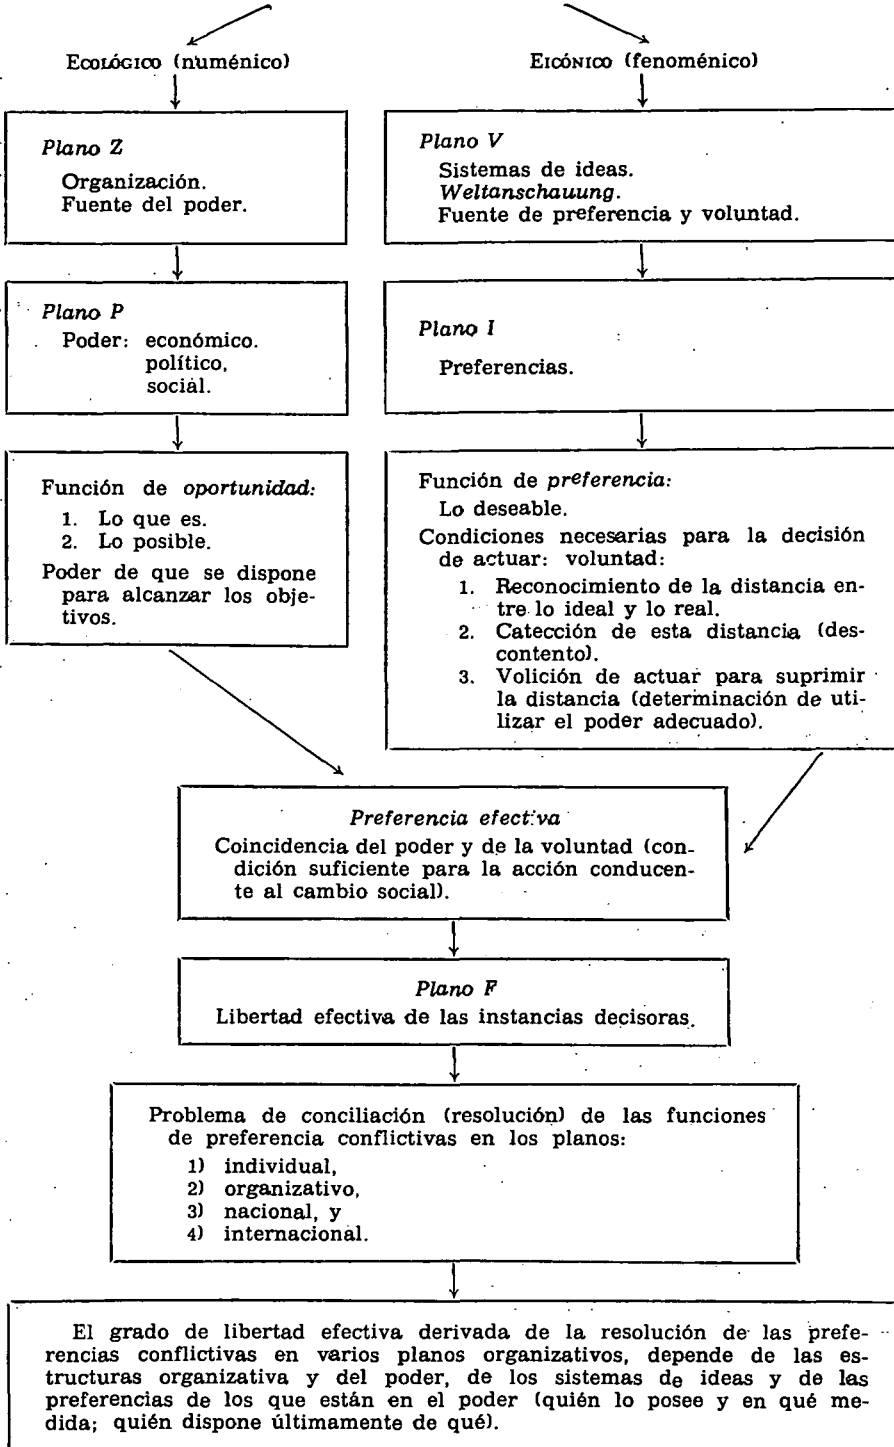 ECOLÓGICO (numénico)
EICÓNICO (fenoménico)
Plano Z
Organización.
Fuente del poder.
Plano V
Sistemas de ideas.
Weltanschauung.
Fuente de preferencia y voluntad.
Plano P
Poder: económico.
político,
social.
Plano I
Preferencias.
Función de oportunidad:
1. Lo que es.
2. Lo posible.
Poder de que se dispone
para alcanzar los obje-
tivos.
Función de preferencia:
Lo deseable.
Condiciones necesarias para la decisión
de actuar: voluntad:
1. Reconocimiento de la distancia en-
tre lo ideal y lo real.
2. Catección de esta distancia (des-
contento).
3. Volición de actuar para suprimir
la distancia (determinación de uti-
lizar el poder adecuado).
Preferencia efectiva
Coincidencia del poder y de la voluntad (con-
dición suficiente para la acción conducen-
te al cambio social).
Plano F
Libertad efectiva de las instancias decisoras.
Problema de conciliación (resolución) de las funciones
de preferencia conflictivas en los planos:
1) individual,
2) organizativo,
3) nacional, y
4) internacional.
El grado de libertad efectiva derivada de la resolución de las prefe-
rencias conflictivas en varios planos organizativos, depende de las es-
tructuras organizativa y del poder, de los sistemas de ideas y de las
preferencias de los que están en el poder (quién lo posee y en qué me-
dida; quién dispone últimamente de qué).